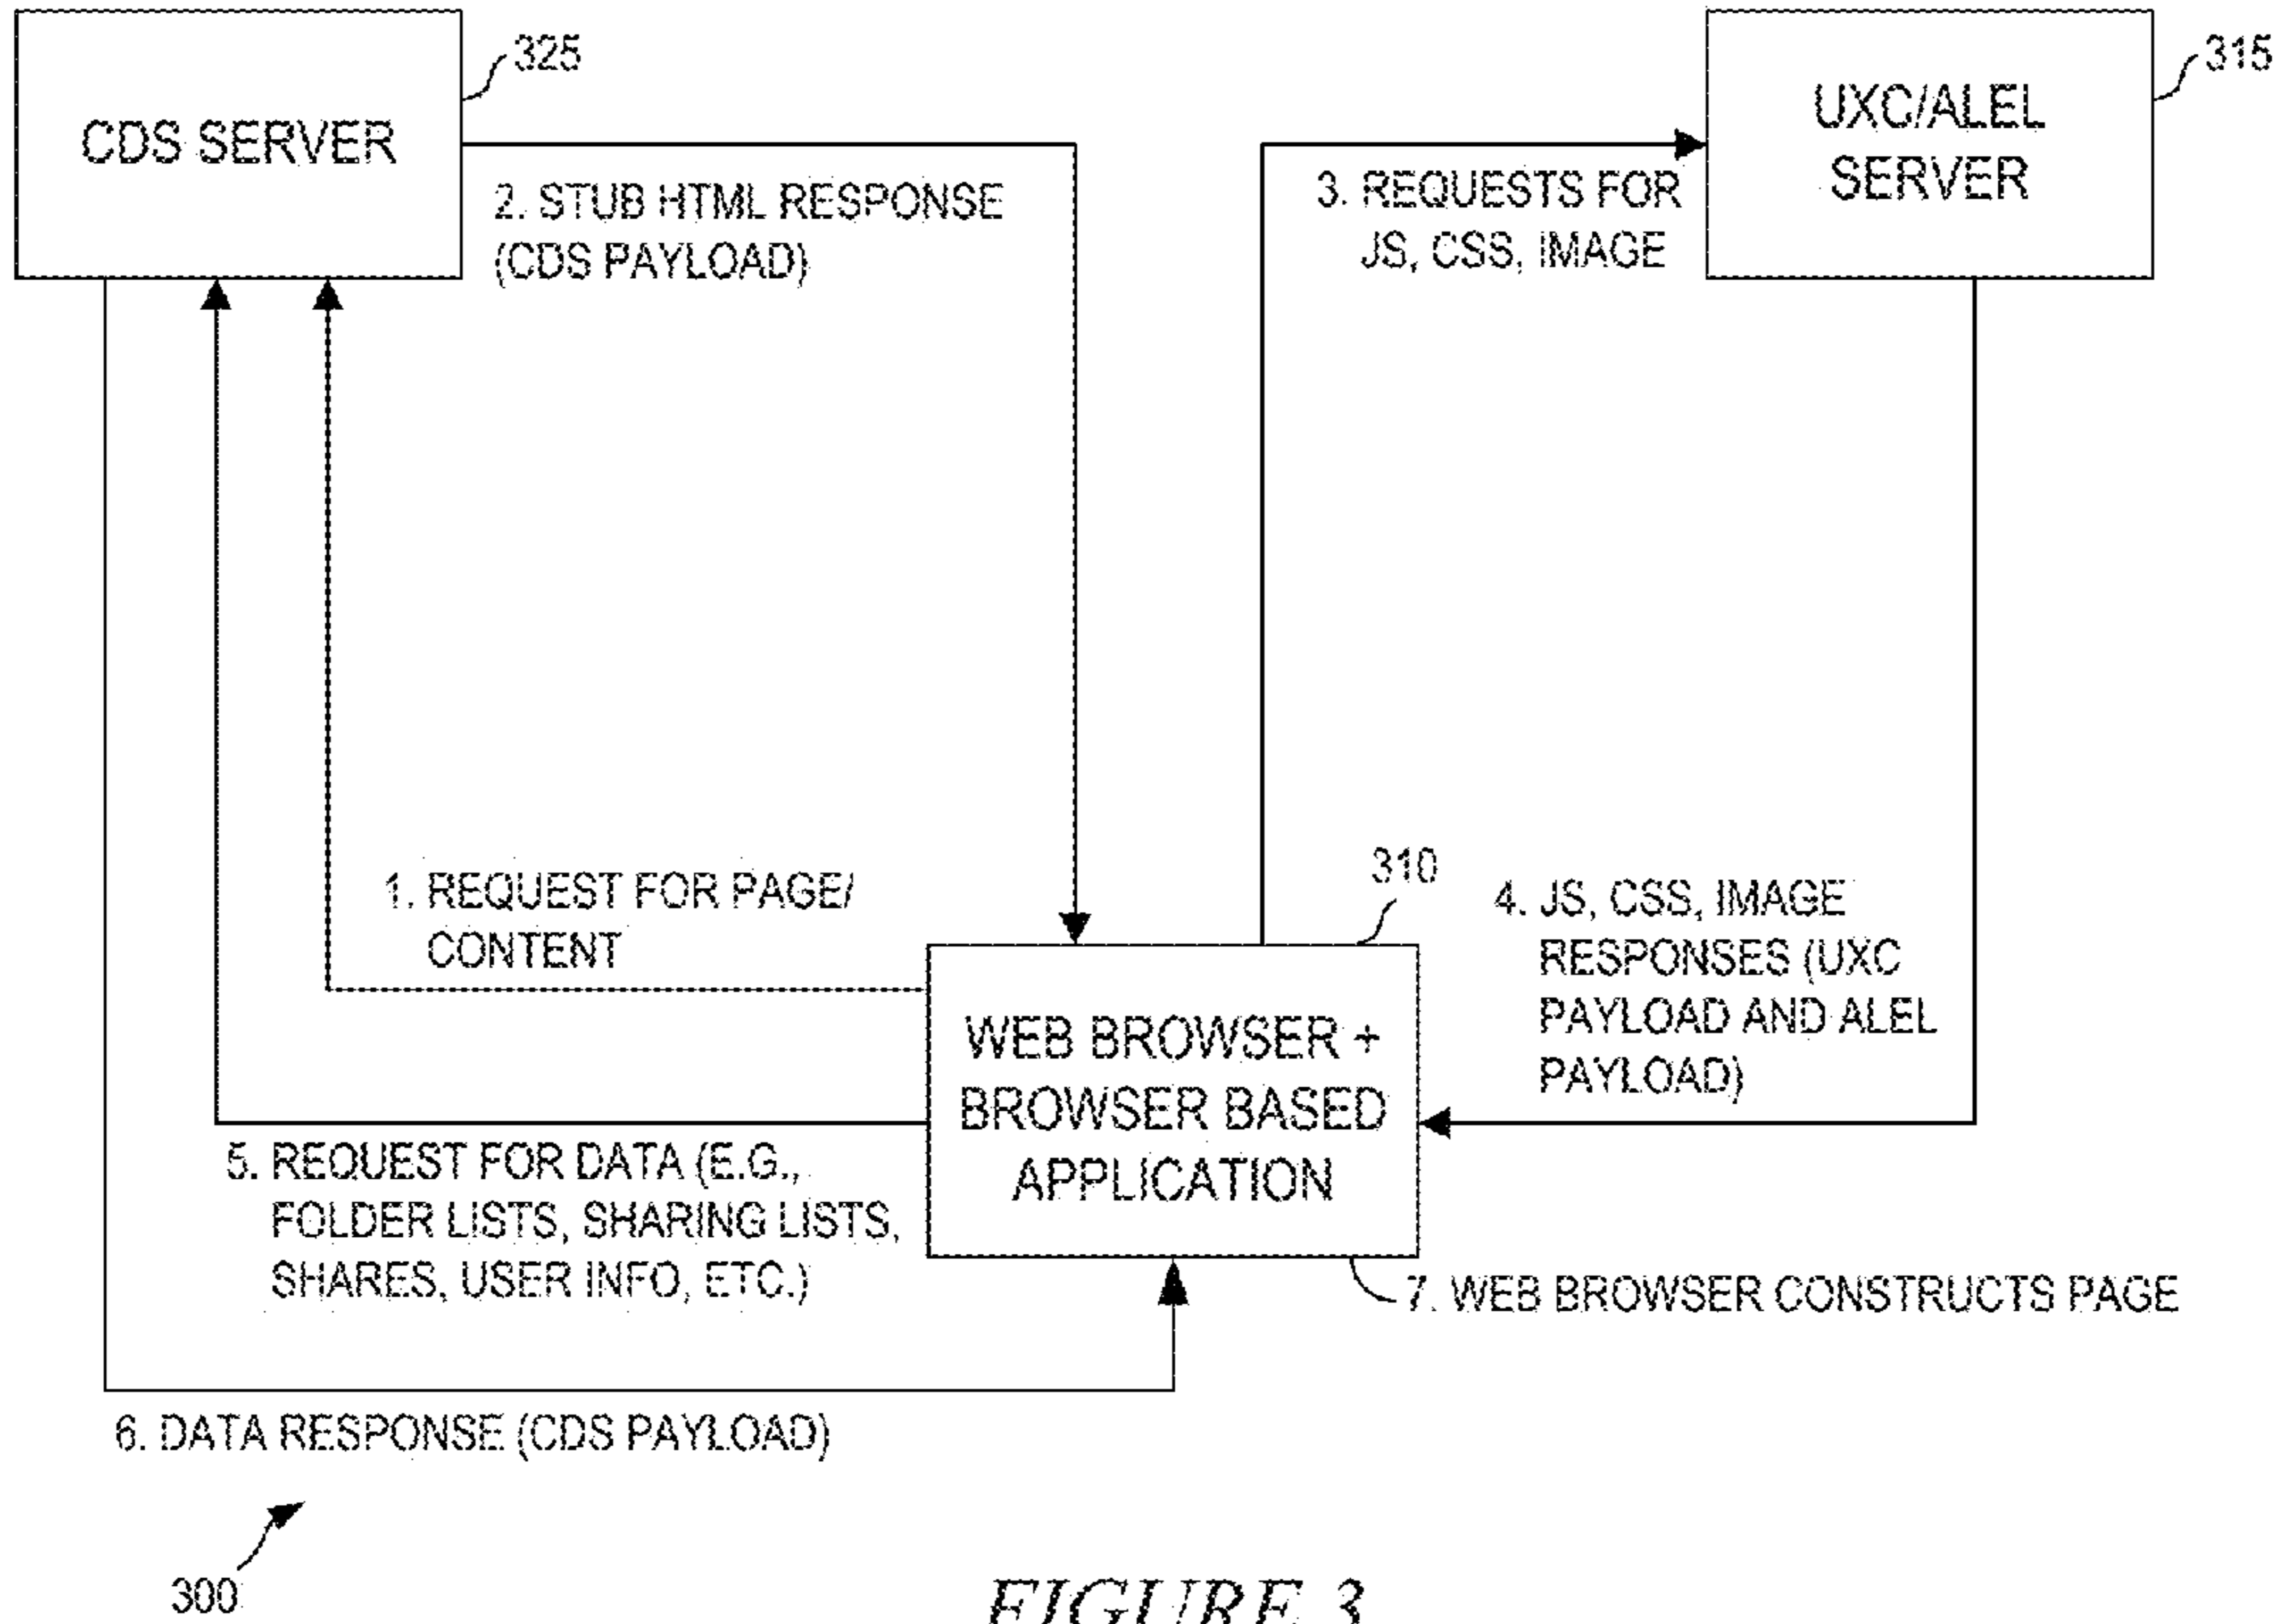 325
CDS SERVER
315
UXC/ALEL
SERVER
2. STUB HTML RESPONSE
(CDS PAYLOAD)
3. REQUESTS FOR
JS, CSS, IMAGE
1. REQUEST FOR PAGE/
CONTENT
310
4. JS, CSS, IMAGE
RESPONSES (UXC
PAYLOAD AND ALEL
PAYLOAD)
WEB BROWSER +
BROWSER BASED
APPLICATION
5. REQUEST FOR DATA (E.G.,
FOLDER LISTS, SHARING LISTS,
SHARES, USER INFO, ETC.)
7. WEB BROWSER CONSTRUCTS PAGE
6. DATA RESPONSE (CDS PAYLOAD)
300
FIGURE 3